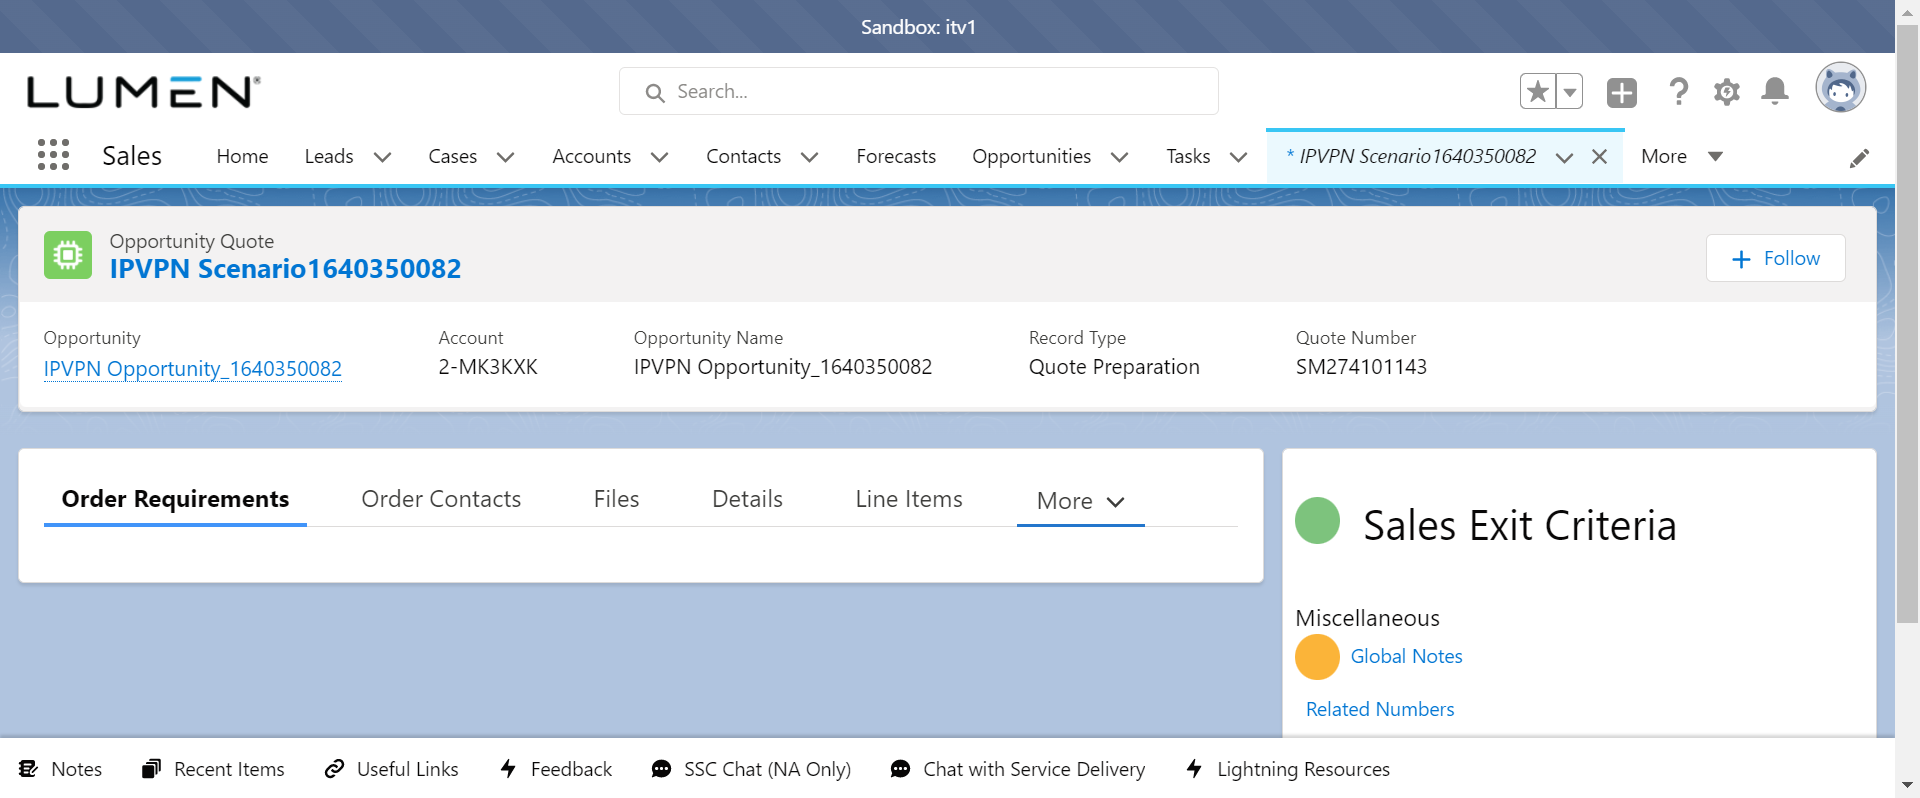 Sandbox: itv1
LUMEN®
Search...
Sales Home Leads Cases Accounts Contacts Forecasts Opportunities Tasks * IPVPN Scenario1640350082 More
Opportunity Quote
IPVPN Scenario1640350082
Follow
Opportunity Account Opportunity Name Record Type Quote Number
IPVPN Opportunity_1640350082 2-MK3KXK IPVPN Opportunity_1640350082 Quote Preparation SM274101143
Order Requirements Order Contacts Files Details Line Items More
Sales Exit Criteria
Miscellaneous
Global Notes
Related Numbers
Notes Recent Items Useful Links Feedback SSC Chat (NA Only) Chat with Service Delivery Lightning Resources